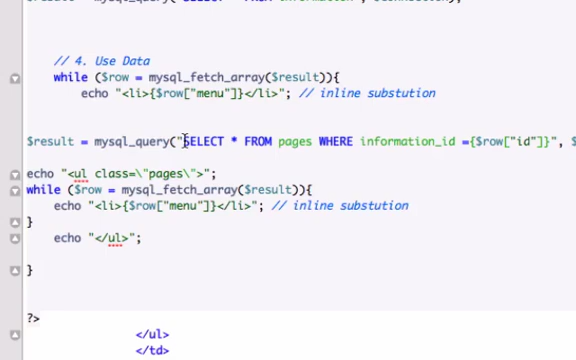 // 4. Use Data
while ($row = mysql_fetch_array($result)){
echo "<li>{$row["menu"]}</li>"; // inline substution
$result = mysql_query("SELECT * FROM pages WHERE information_id ={$row["id"]}", $
echo "<ul class=\"pages\">";
while ($row = mysql_fetch_array($result)){
echo "<li>{$row["menu"]}</li>"; // inline substution
}
echo "</ul>";
}
?>
</ul>
</td>